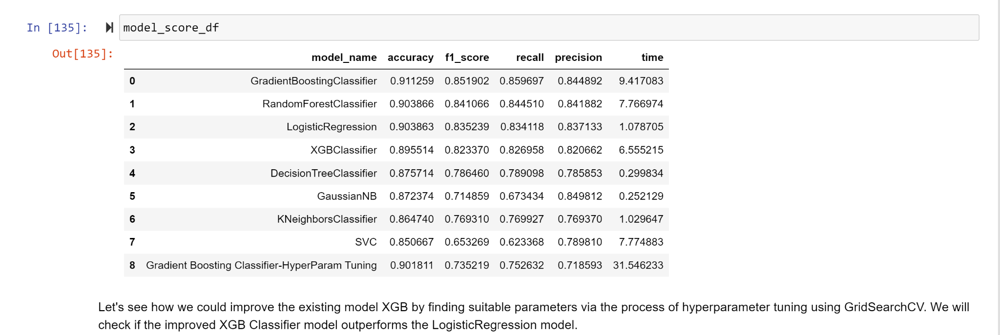 In [135]: model_score_df
Out[135]:
model_name accuracy f1_score recall precision time
0 GradientBoostingClassifier 0.911259 0.851902 0.859697 0.844892 9.417083
1 RandomForestClassifier 0.903866 0.841066 0.844510 0.841882 7.766974
2 LogisticRegression 0.903863 0.835239 0.834118 0.837133 1.078705
3 XGBClassifier 0.895514 0.823370 0.826958 0.820662 6.555215
4 DecisionTreeClassifier 0.875714 0.786460 0.789098 0.785853 0.299834
5 GaussianNB 0.872374 0.714859 0.673434 0.849812 0.252129
6 KNeighborsClassifier 0.864740 0.769310 0.769927 0.769370 1.029647
7 SVC 0.850667 0.653269 0.623368 0.789810 7.774883
8 Gradient Boosting Classifier-HyperParam Tuning 0.901811 0.735219 0.752632 0.718593 31.546233
Let's see how we could improve the existing model XGB by finding suitable parameters via the process of hyperparameter tuning using GridSearchCV. We will
check if the improved XGB Classifier model outperforms the LogisticRegression model.